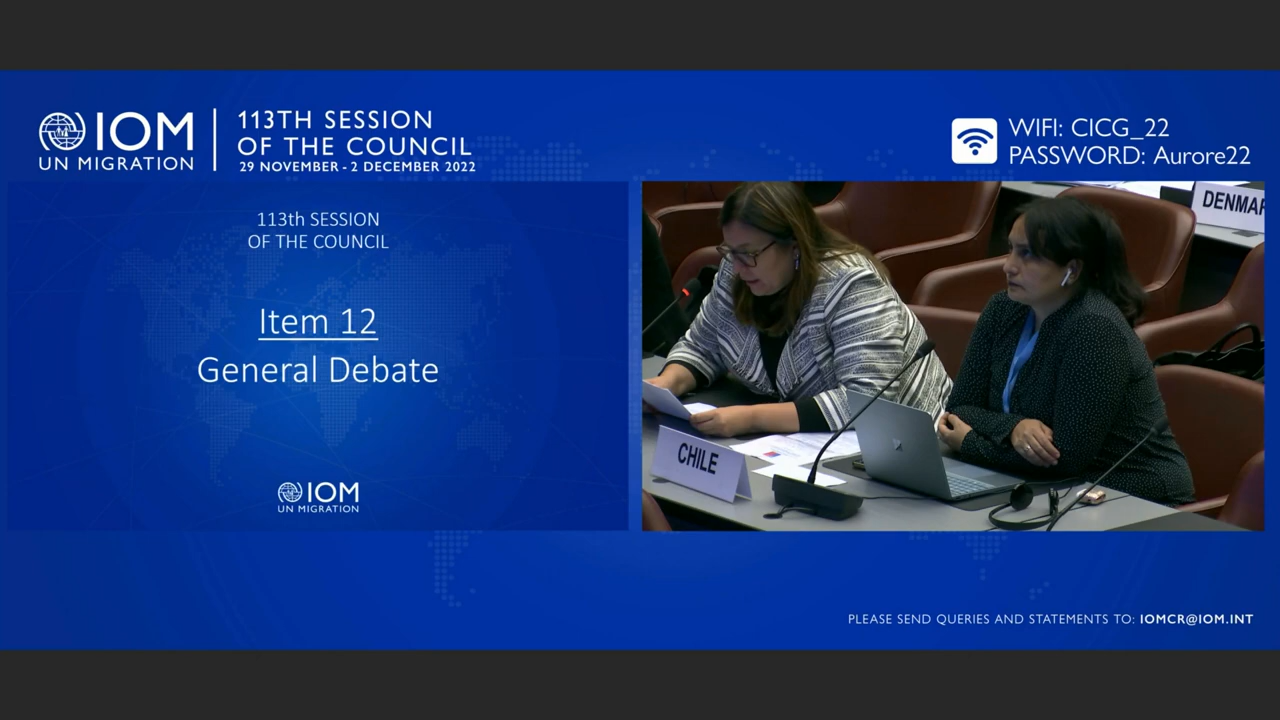 IOM
UN MIGRATION
113TH SESSION
OF THE COUNCIL
29 NOVEMBER - 2 DECEMBER 2022
WIFI: CICG_22
PASSWORD: Aurore22
113th SESSION
OF THE COUNCIL
Item 12
General Debate
IOM
UN MIGRATION
CHILE
PLEASE SEND QUERIES AND STATEMENTS TO: IOMCR@IOM.INT